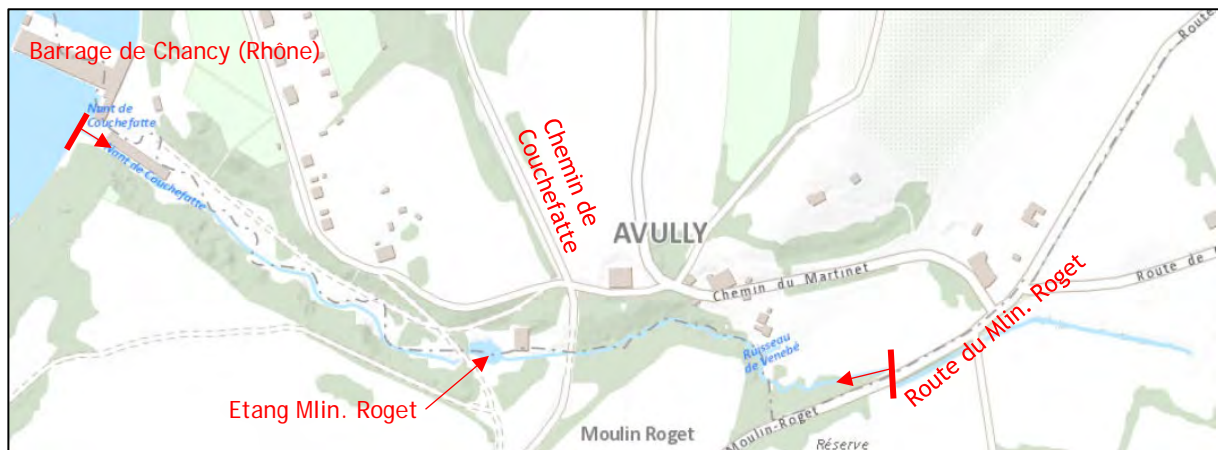 Barrage de Chancy (Rhône)
Nant de
Couchefatte
Nant de Couchefatte
Chemin de
Couchefatte
AVULLY
Route
Chemin du Martinet
Route de
Ruisseau
de Venebé
Route du Mlin. Roget
Etang Mlin. Roget
Moulin Roget
Moulin-Roget
Réserve